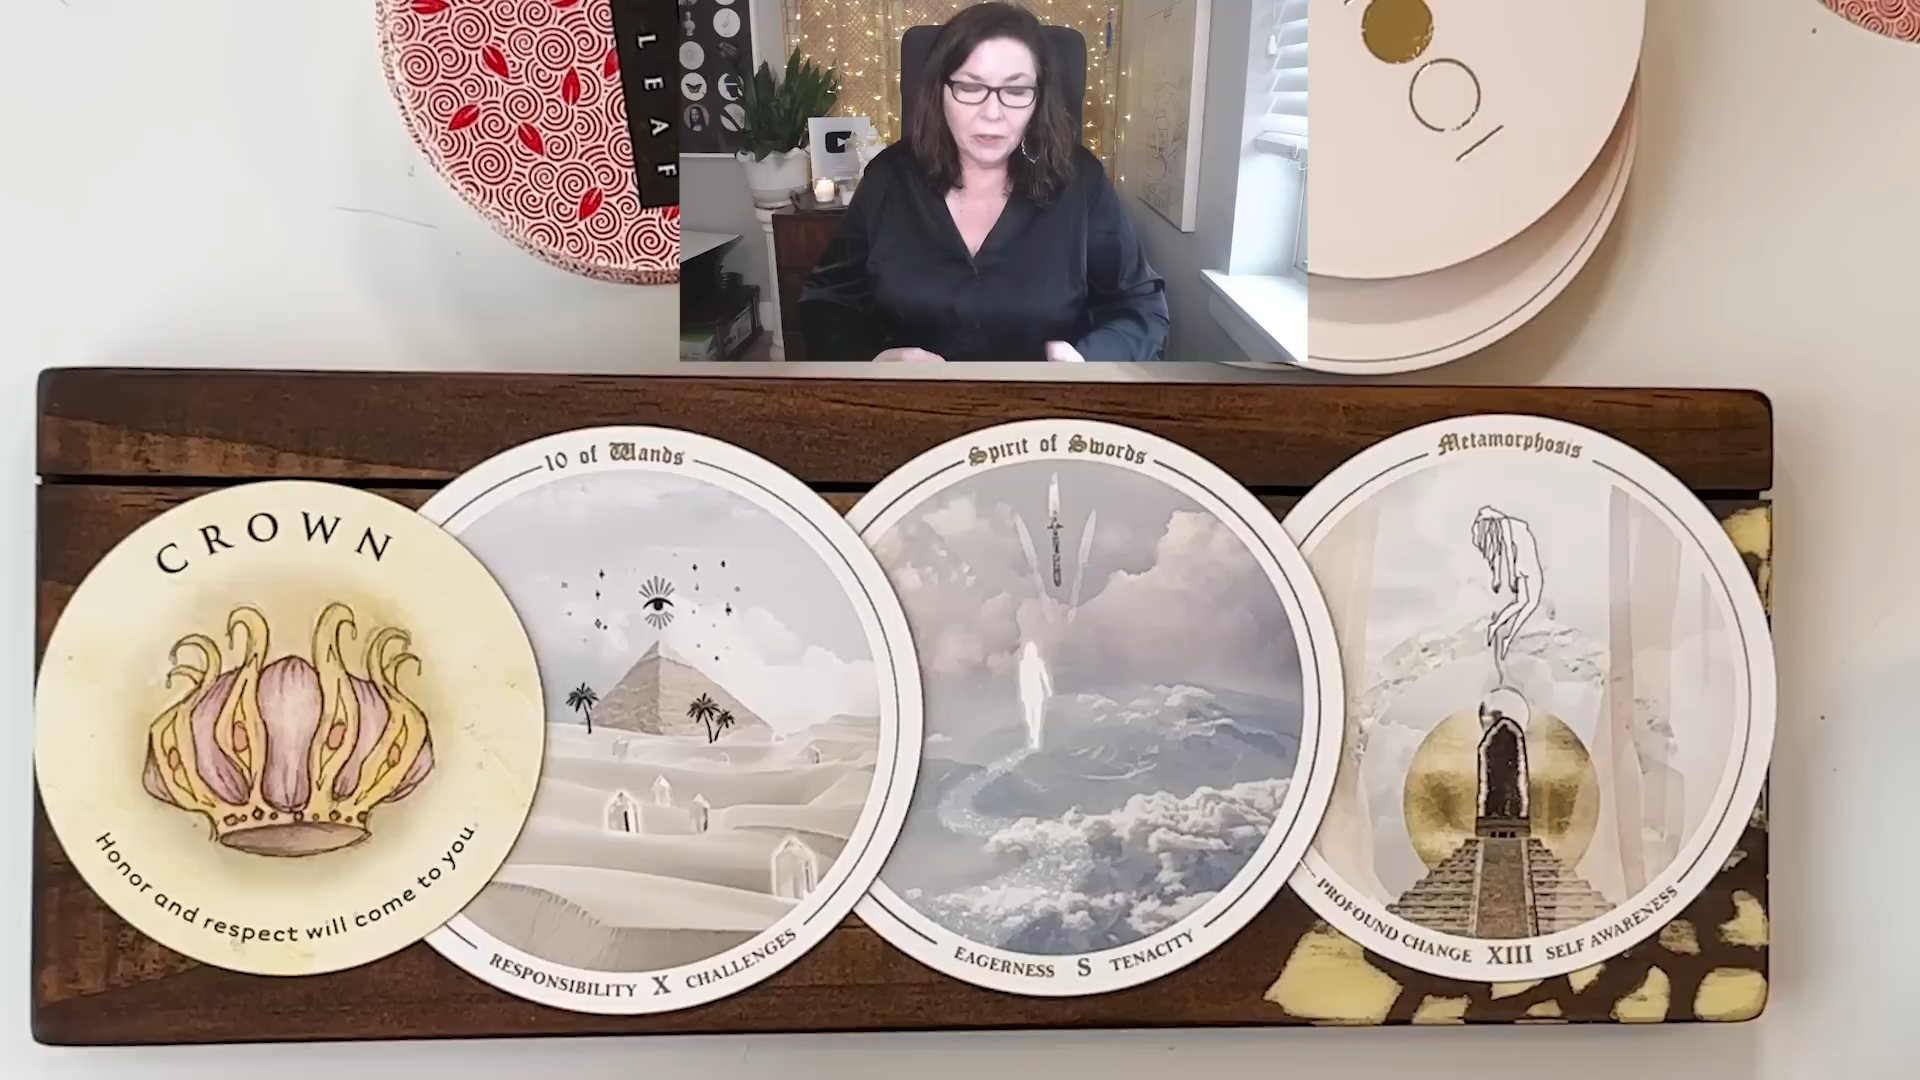 LEAF
CROWN
Honor and respect will come to you.
10 of Wands
RESPONSIBILITY X CHALLENGES
Spirit of Swords
EAGERNESS S TENACITY
Metamorphosis
PROFOUND CHANGE XIII SELF AWARENESS